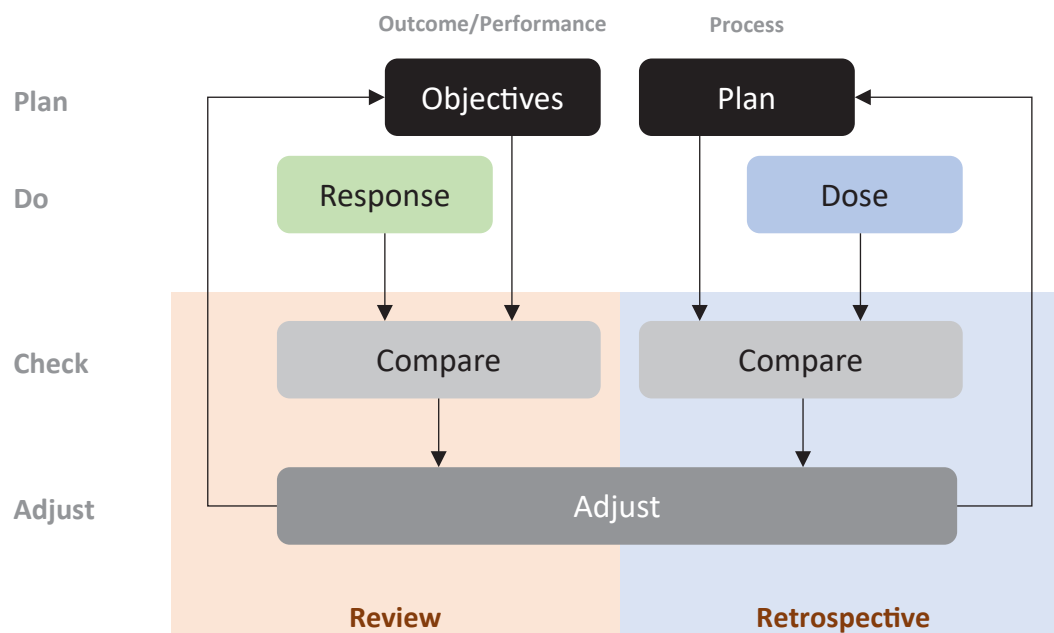 Outcome/Performance
Process
Plan
Objectives
Plan
Do
Response
Dose
Check
Compare
Compare
Adjust
Adjust
Review
Retrospective